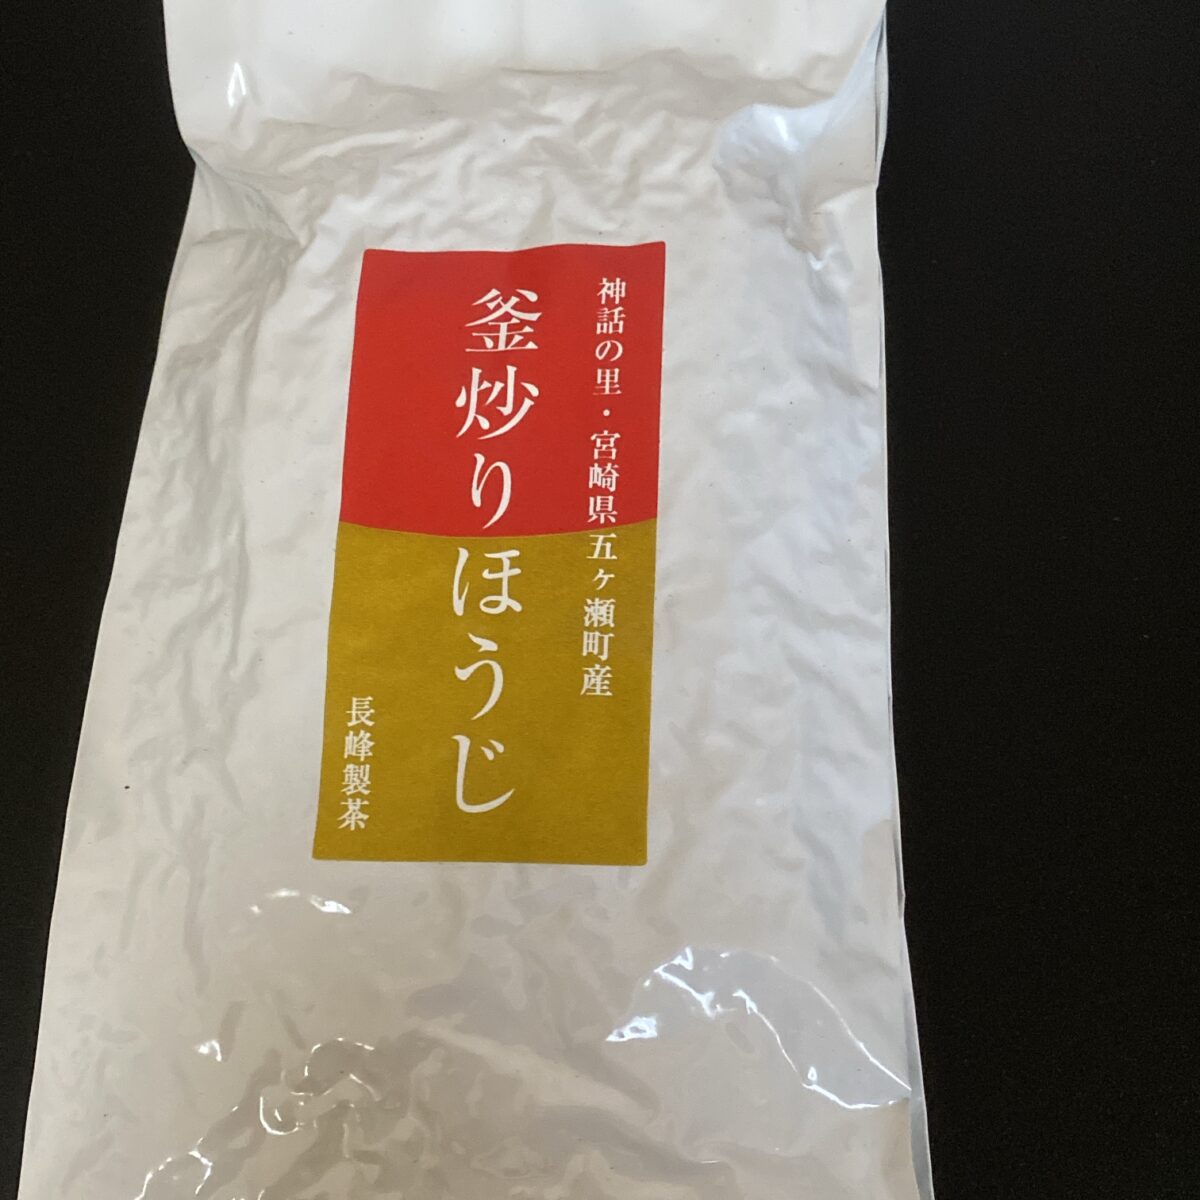 神話の里・宮崎県五ヶ瀬町産
釜炒りほうじ
長峰製茶